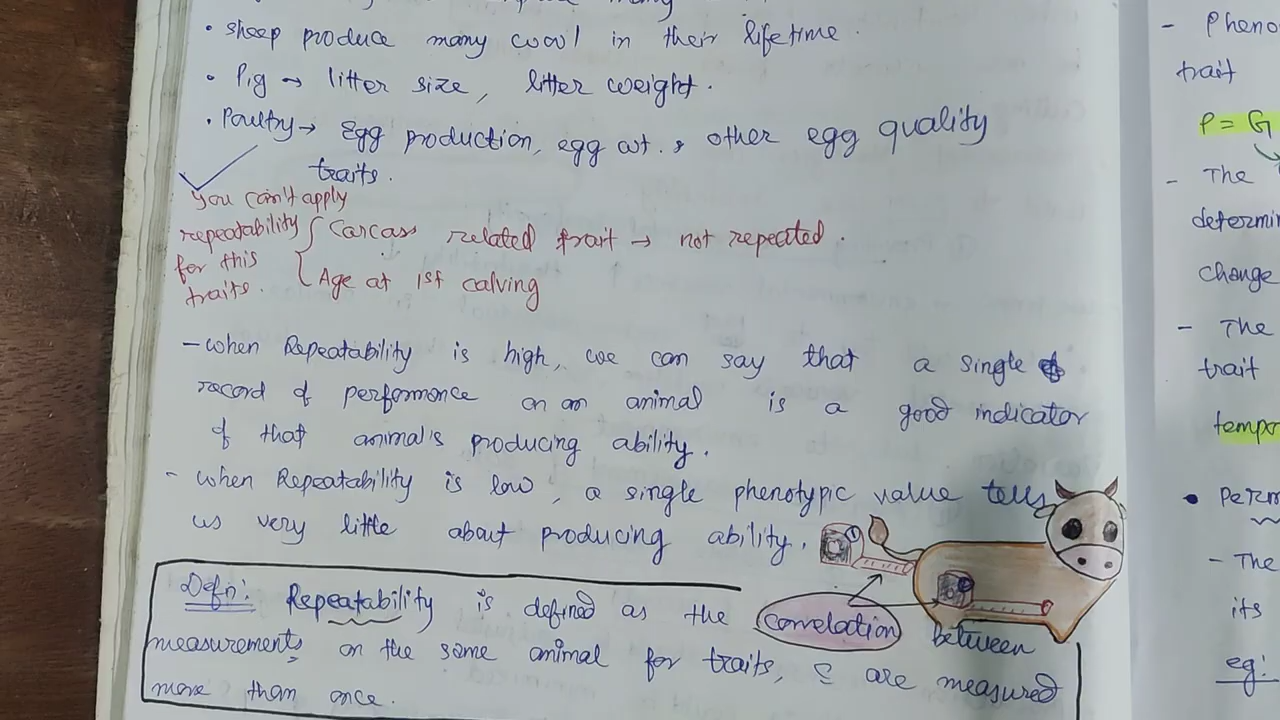 • Sheep produce many wool in their lifetime.
• Pig → litter size, litter weight.
• Poultry → Egg production, egg wt. & other egg quality
traits.
You can't apply
repeatability
for this
traits.
Carcass related trait → not repeated.
Age at 1st calving
- when Repeatability is high, we can say that a single
record of performance on an animal is a good indicator
of that animal's producing ability.
- when Repeatability is low, a single phenotypic value tells
us very little about producing ability.
Defn: Repeatability is defined as the correlation between
measurements on the same animal for traits, are measured
more than once.
- Pheno
trait
P = G
- The
determin
change
- The
trait
tempo
• Perm
- The
its
eg: